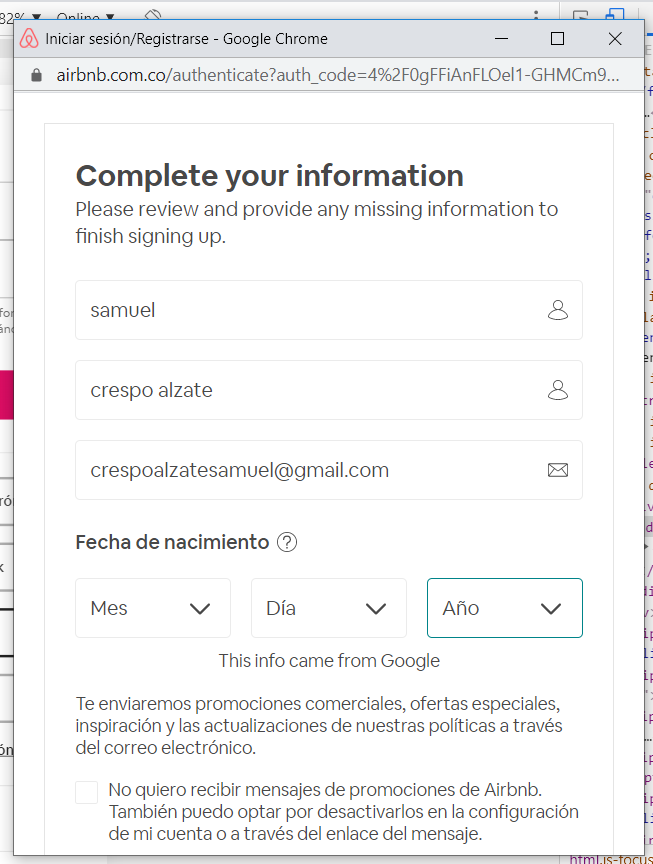 82% Online
Iniciar sesión/Registrarse - Google Chrome
airbnb.com.co/authenticate?auth_code=4%2F0gFFiAnFLOel1-GHMCm9...
Complete your information
Please review and provide any missing information to
finish signing up.
samuel
crespo alzate
crespoalzatesamuel@gmail.com
Fecha de nacimiento ?
Mes Día Año
This info came from Google
Te enviaremos promociones comerciales, ofertas especiales,
inspiración y las actualizaciones de nuestras políticas a través
del correo electrónico.
No quiero recibir mensajes de promociones de Airbnb.
También puedo optar por desactivarlos en la configuración
de mi cuenta o a través del enlace del mensaje.
html.js-focus